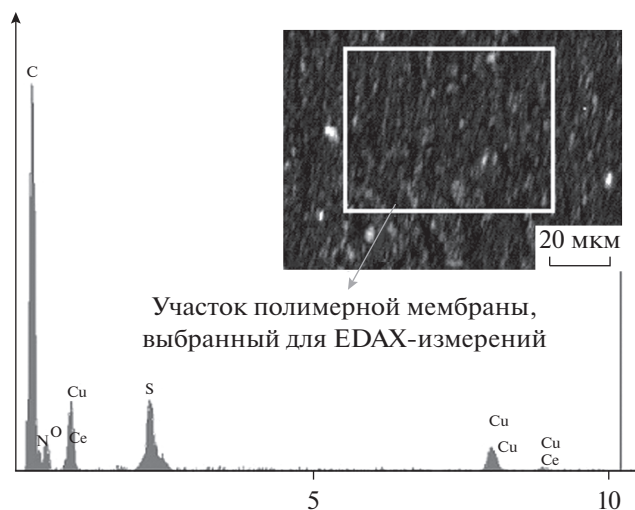 C
20 мкм
Участок полимерной мембраны,
выбранный для EDAX-измерений
Cu
S
N
O
Ce
Cu
Cu
Cu
Ce
5
10